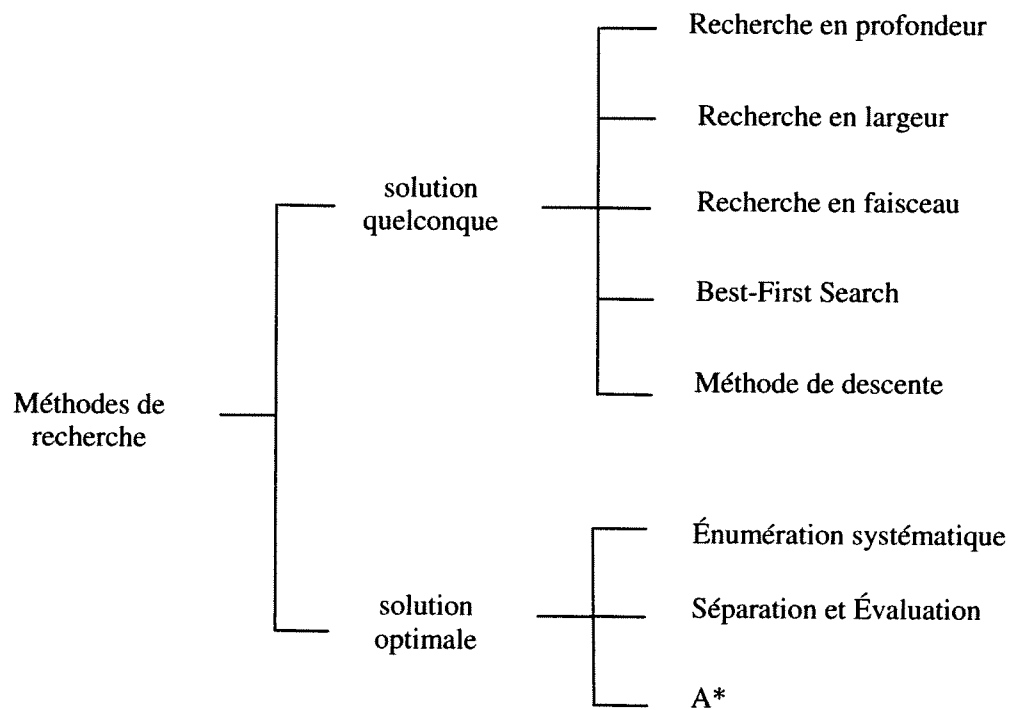 Recherche en profondeur
Recherche en largeur
solution
quelconque
Recherche en faisceau
Best-First Search
Méthode de descente
Méthodes de
recherche
Énumération systématique
solution
optimale
Séparation et Évaluation
A*